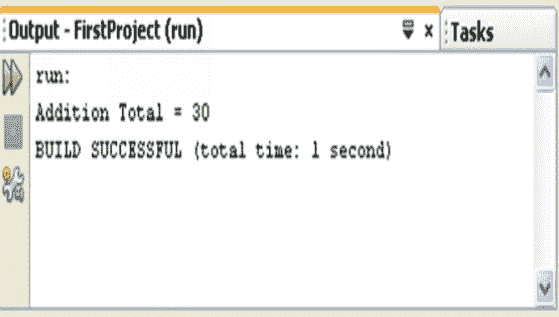 Output - FirstProject (run)
Tasks
run:
Addition Total = 30
BUILD SUCCESSFUL (total time: 1 second)